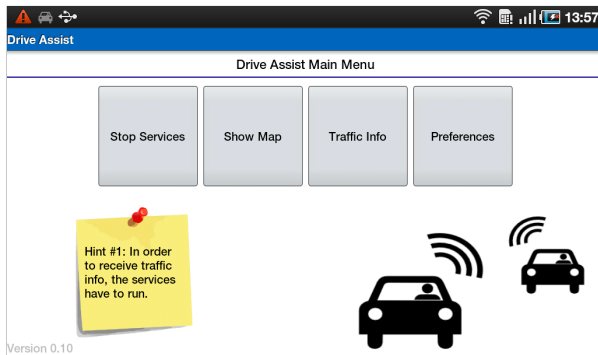 13:57
Drive Assist
Drive Assist Main Menu
Stop Services
Show Map
Traffic Info
Preferences
Hint #1: In order
to receive traffic
info, the services
have to run.
Version 0.10